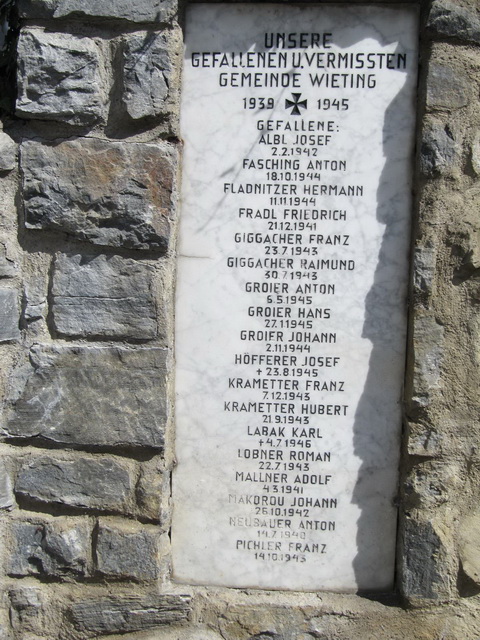 UNSERE
GEFALLENEN U. VERMISSTEN
GEMEINDE WIETING
1939 1945
GEFALLENE:
ALBL JOSEF
2.2.1942
FASCHING ANTON
18.10.1944
FLADNITZER HERMANN
11.11.1944
FRADL FRIEDRICH
21.12.1941
GIGGACHER FRANZ
23.7.1943
GIGGACHER RAIMUND
30.7.1943
GROIER ANTON
6.5.1945
GROIER HANS
27.1.1945
GROIER JOHANN
2.11.1944
HÖFFERER JOSEF
+ 23.8.1945
KRAMETTER FRANZ
7.12.1943
KRAMETTER HUBERT
21.9.1943
LABAK KARL
+ 4.7.1946
LOBNER ROMAN
22.7.1943
MALLNER ADOLF
4.3.1941
MAKOROU JOHANN
26.10.1942
NEUBAUER ANTON
PICHLER FRANZ
14.10.1943